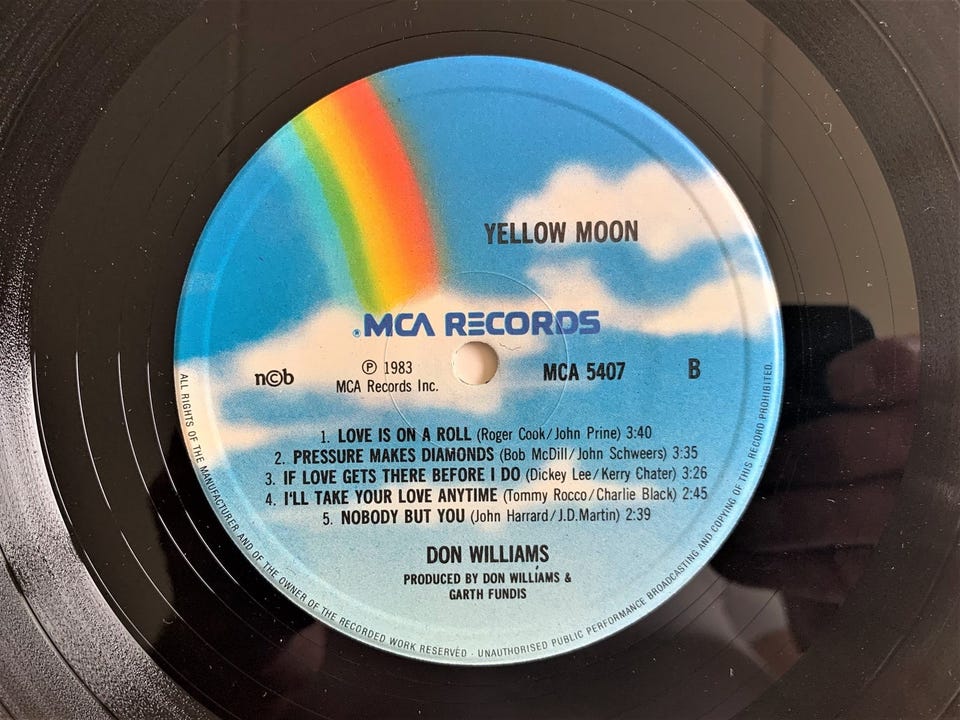 YELLOW MOON
® MCA RECORDS
n©b
℗ 1983
MCA Records Inc.
MCA 5407
B
1. LOVE IS ON A ROLL (Roger Cook/John Prine) 3:40
2. PRESSURE MAKES DIAMONDS (Bob McDill/John Schweers) 3:35
3. IF LOVE GETS THERE BEFORE I DO (Dickey Lee/Kerry Chater) 3:26
4. I'LL TAKE YOUR LOVE ANYTIME (Tommy Rocco/Charlie Black) 2:45
5. NOBODY BUT YOU (John Harrard/J.D.Martin) 2:39
DON WILLIAMS
PRODUCED BY DON WILLIAMS &
GARTH FUNDIS
ALL RIGHTS OF THE MANUFACTURER AND OF THE OWNER OF THE RECORDED WORK RESERVED · UNAUTHORISED PUBLIC PERFORMANCE BROADCASTING AND COPYING OF THIS RECORD PROHIBITED.